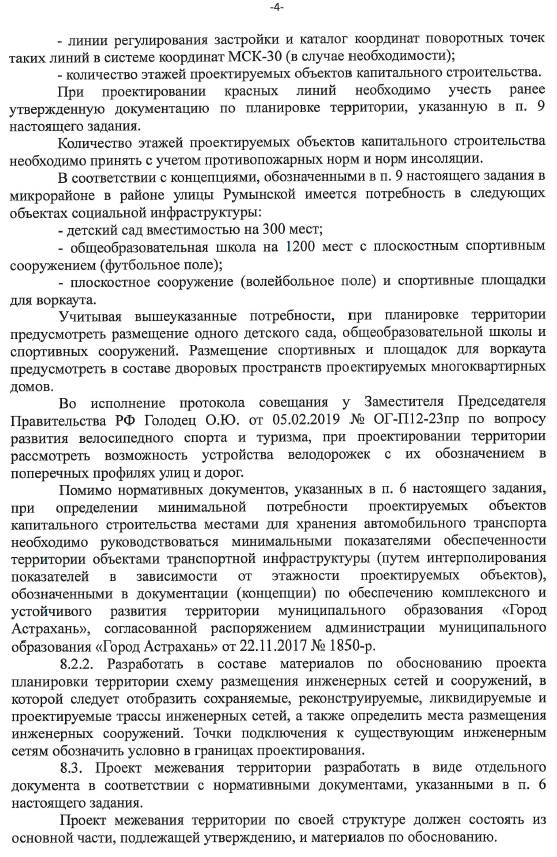 -4-
- линии регулирования застройки и каталог координат поворотных точек
таких линий в системе координат МСК-30 (в случае необходимости);
- количество этажей проектируемых объектов капитального строительства.
При проектировании красных линий необходимо учесть ранее
утвержденную документацию по планировке территории, указанную в п. 9
настоящего задания.
Количество этажей проектируемых объектов капитального строительства
необходимо принять с учетом противопожарных норм и норм инсоляции.
В соответствии с концепциями, обозначенными в п. 9 настоящего задания в
микрорайоне в районе улицы Румынской имеется потребность в следующих
объектах социальной инфраструктуры:
- детский сад вместимостью на 300 мест;
- общеобразовательная школа на 1200 мест с плоскостным спортивным
сооружением (футбольное поле);
- плоскостное сооружение (волейбольное поле) и спортивные площадки
для воркаута.
Учитывая вышеуказанные потребности, при планировке территории
предусмотреть размещение одного детского сада, общеобразовательной школы и
спортивных сооружений. Размещение спортивных и площадок для воркаута
предусмотреть в составе дворовых пространств проектируемых многоквартирных
домов.
Во исполнение протокола совещания у Заместителя Председателя
Правительства РФ Голодец О.Ю. от 05.02.2019 № ОГ-П12-23пр по вопросу
развития велосипедного спорта и туризма, при проектировании территории
рассмотреть возможность устройства велодорожек с их обозначением в
поперечных профилях улиц и дорог.
Помимо нормативных документов, указанных в п. 6 настоящего задания,
при определении минимальной потребности проектируемых объектов
капитального строительства местами для хранения автомобильного транспорта
необходимо руководствоваться минимальными показателями обеспеченности
территории объектами транспортной инфраструктуры (путем интерполирования
показателей в зависимости от этажности проектируемых объектов),
обозначенными в документации (концепции) по обеспечению комплексного и
устойчивого развития территории муниципального образования «Город
Астрахань», согласованной распоряжением администрации муниципального
образования «Город Астрахань» от 22.11.2017 № 1850-р.
8.2.2. Разработать в составе материалов по обоснованию проекта
планировки территории схему размещения инженерных сетей и сооружений, в
которой следует отобразить сохраняемые, реконструируемые, ликвидируемые и
проектируемые трассы инженерных сетей, а также определить места размещения
инженерных сооружений. Точки подключения к существующим инженерным
сетям обозначить условно в границах проектирования.
8.3. Проект межевания территории разработать в виде отдельного
документа в соответствии с нормативными документами, указанными в п. 6
настоящего задания.
Проект межевания территории по своей структуре должен состоять из
основной части, подлежащей утверждению, и материалов по обоснованию.